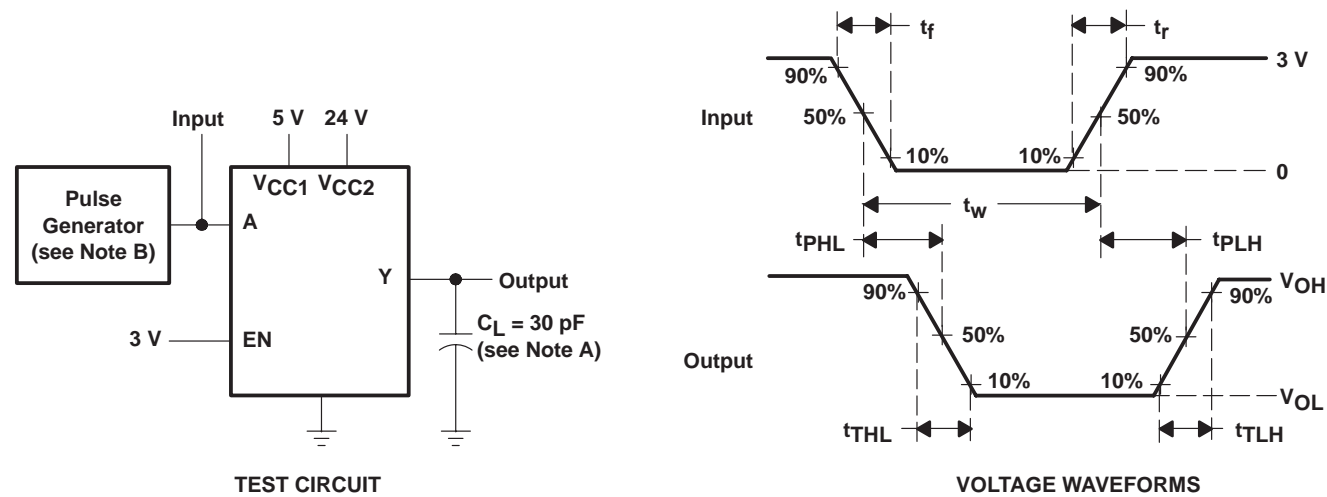 Input
5 V
24 V
Pulse
Generator
(see Note B)
VCC1
VCC2
A
Y
Output
CL = 30 pF
(see Note A)
3 V
EN
TEST CIRCUIT
tf
tr
3 V
90%
90%
Input
50%
50%
10%
10%
0
tw
tPHL
tPLH
VOH
90%
90%
50%
50%
Output
10%
10%
VOL
tTHL
tTLH
VOLTAGE WAVEFORMS